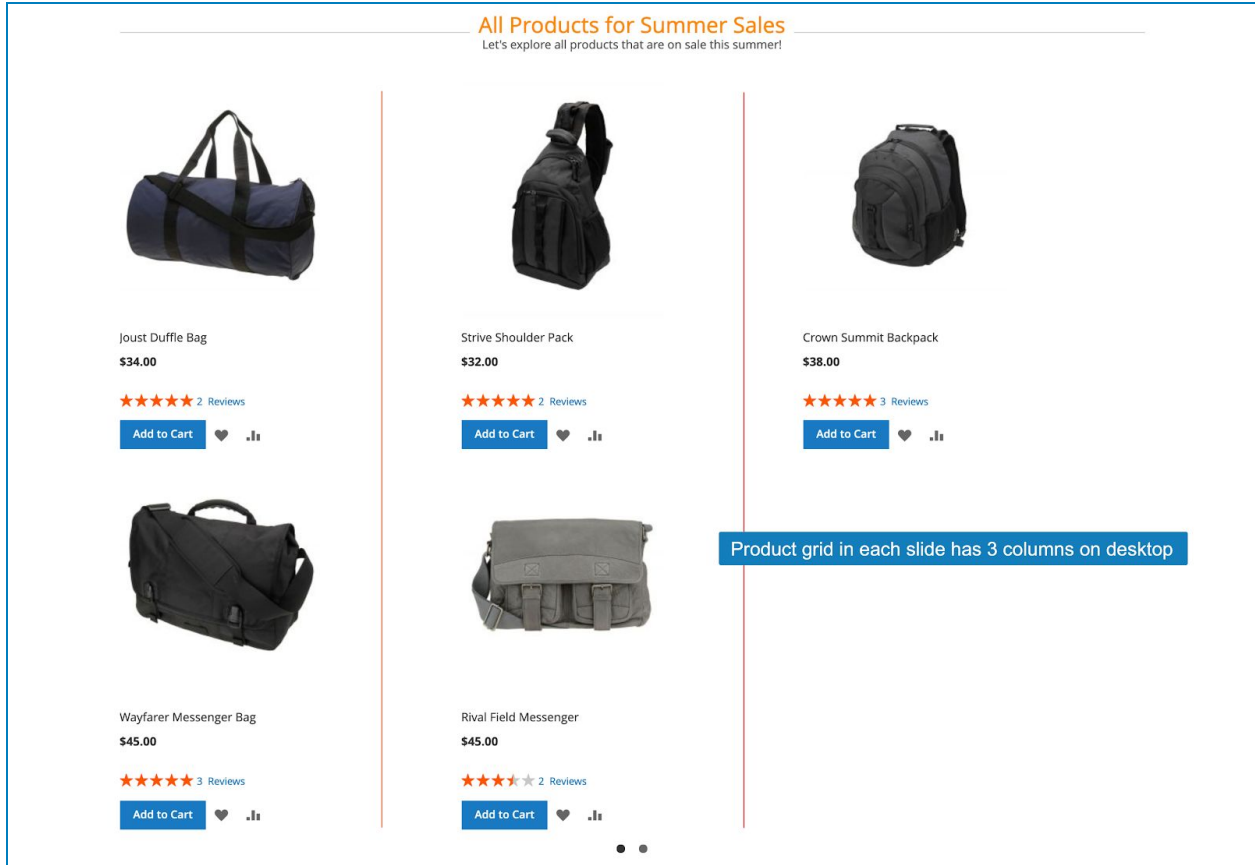 All Products for Summer Sales
Let's explore all products that are on sale this summer!
Joust Duffle Bag
$34.00
2 Reviews
Add to Cart
Strive Shoulder Pack
$32.00
2 Reviews
Add to Cart
Crown Summit Backpack
$38.00
3 Reviews
Add to Cart
Product grid in each slide has 3 columns on desktop
Wayfarer Messenger Bag
$45.00
3 Reviews
Add to Cart
Rival Field Messenger
$45.00
2 Reviews
Add to Cart